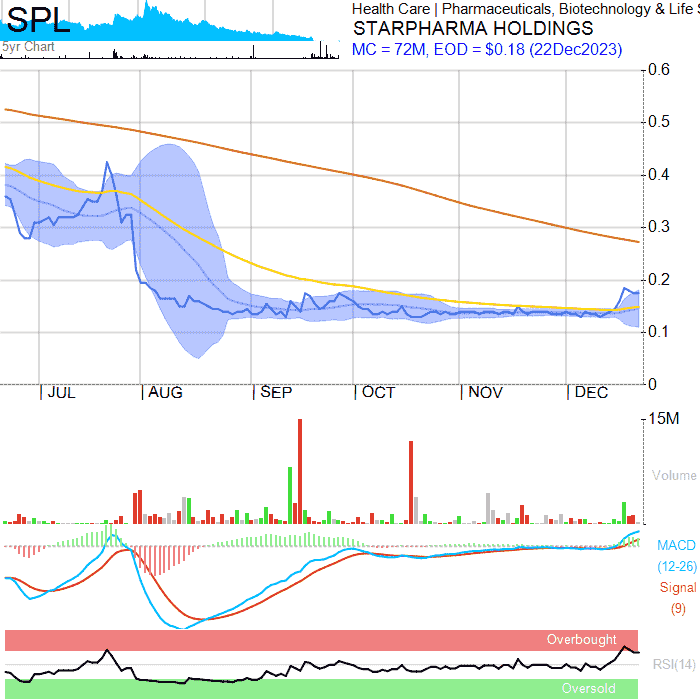 SPL
5yr Chart
Health Care | Pharmaceuticals, Biotechnology & Life
STARPHARMA HOLDINGS
MC = 72M, EOD = $0.18 (22Dec2023)
0.6
0.5
0.4
0.3
0.2
0.1
0
JUL AUG SEP OCT NOV DEC
15M
Volume
MACD
(12-26)
Signal
(9)
Overbought
RSI(14)
Oversold